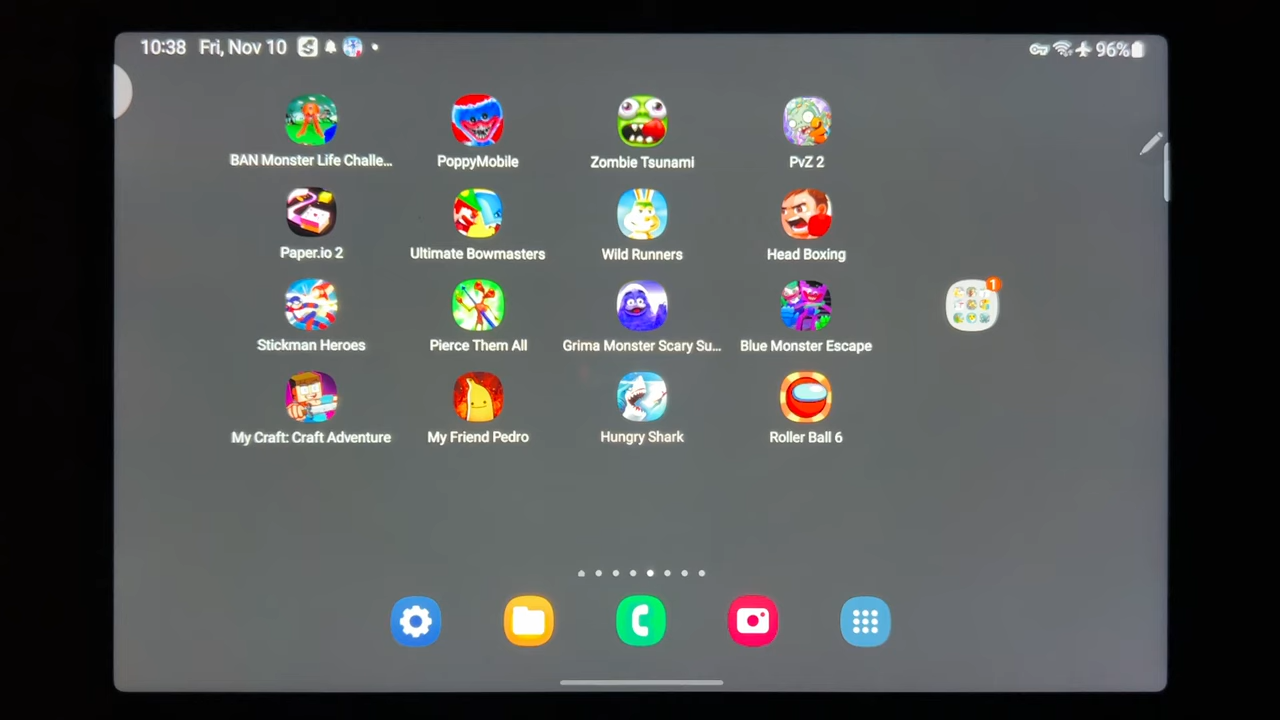 10:38 Fri, Nov 10
96%
BAN Monster Life Challe...
PoppyMobile
Zombie Tsunami
PvZ 2
Paper.io 2
Ultimate Bowmasters
Wild Runners
Head Boxing
1
Stickman Heroes
Pierce Them All
Grima Monster Scary Su...
Blue Monster Escape
My Craft: Craft Adventure
My Friend Pedro
Hungry Shark
Roller Ball 6